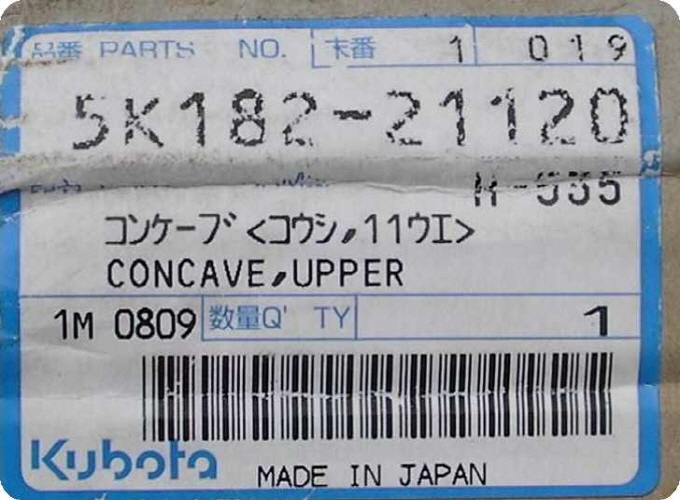 品番 PARTS NO. 末番 1 019
5K182-21120
コンケーブ<コウシ,11ウエ>
CONCAVE,UPPER
1M 0809 数量Q'TY 1
Kubota MADE IN JAPAN